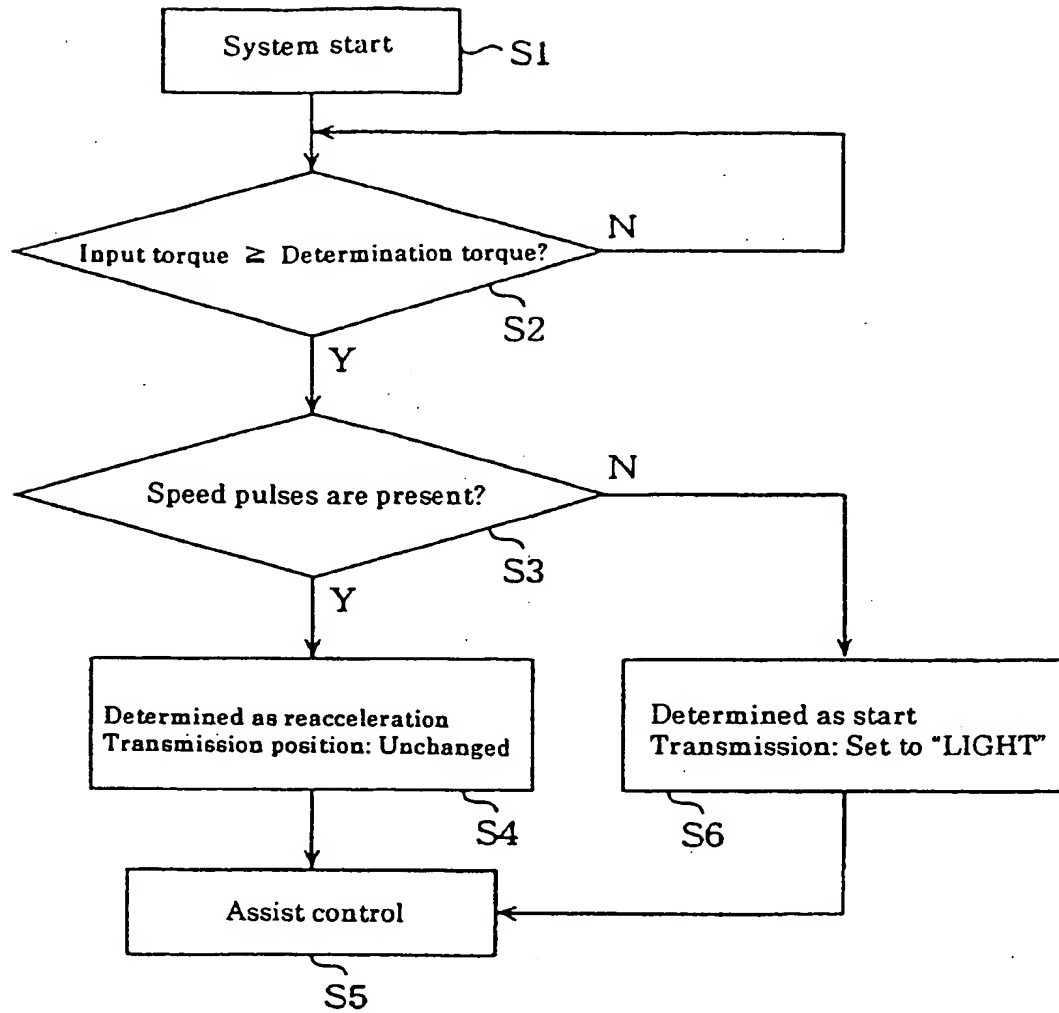 System start
S1
Input torque ≧ Determination torque?
N
S2
Y
Speed pulses are present?
N
S3
Y
Determined as reacceleration
Transmission position: Unchanged
S4
Determined as start
Transmission: Set to "LIGHT"
S6
Assist control
S5